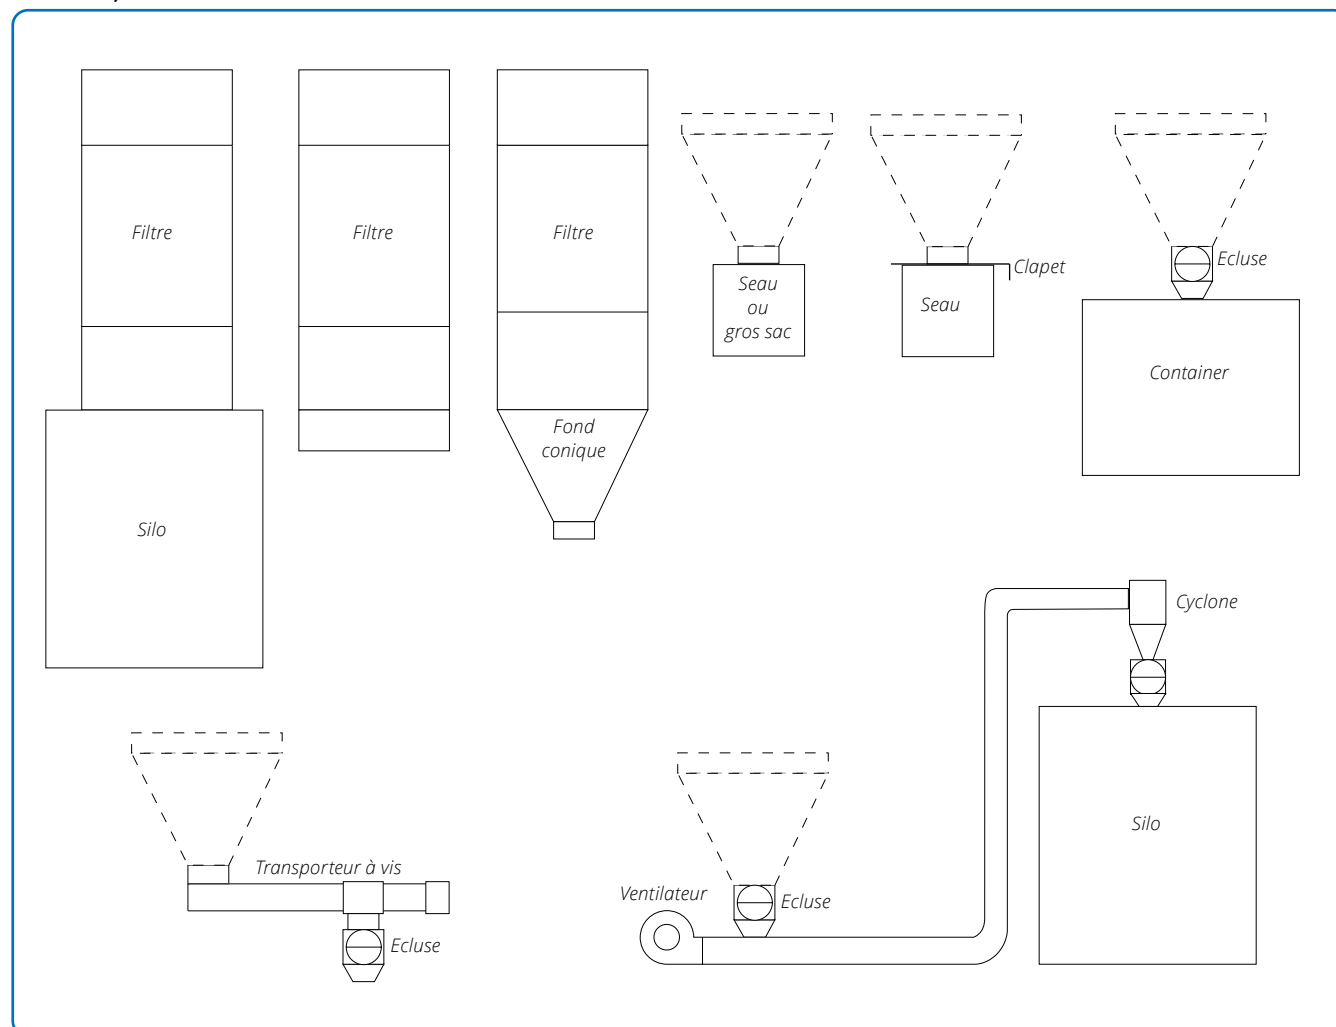 Filtre
Filtre
Filtre
Seau
ou
gros sac
Clapet
Seau
Ecluse
Container
Fond
conique
Silo
Cyclone
Silo
Transporteur à vis
Ecluse
Ventilateur
Ecluse